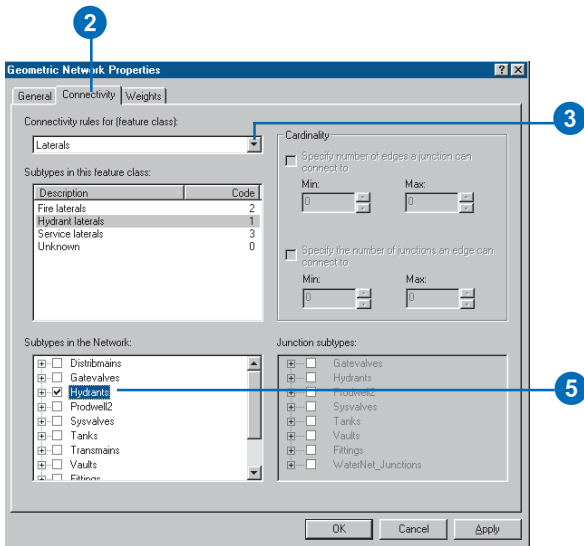 2
Geometric Network Properties
General Connectivity Weights
Connectivity rules for (feature class):
Laterals
3
Subtypes in this feature class:
Description Code
Fire laterals 2
Hydrant laterals 1
Service laterals 3
Unknown 0
Cardinality
Specify number of edges a junction can
connect to
Min: Max:
0 0
Specify the number of junctions an edge can
connect to
Min: Max:
0 0
Subtypes in the Network:
Distribmains
Gatevalves
Hydrants
Prodwell2
Sysvalves
Tanks
Transmains
Vaults
Fittings
5
Junction subtypes:
Gatevalves
Hydrants
Prodwell2
Sysvalves
Tanks
Vaults
Fittings
WaterNet_Junctions
OK Cancel Apply